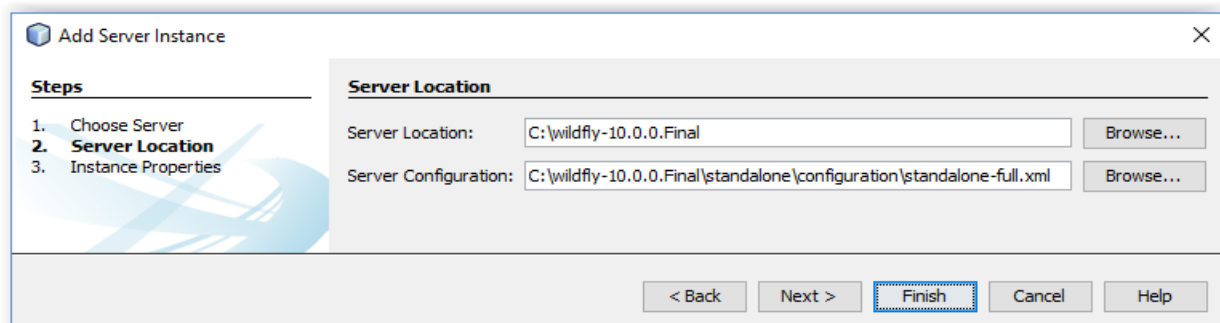 Add Server Instance
Steps
1. Choose Server
2. Server Location
3. Instance Properties
Server Location
Server Location: C:\wildfly-10.0.0.Final Browse...
Server Configuration: C:\wildfly-10.0.0.Final\standalone\configuration\standalone-full.xml Browse...
< Back Next > Finish Cancel Help